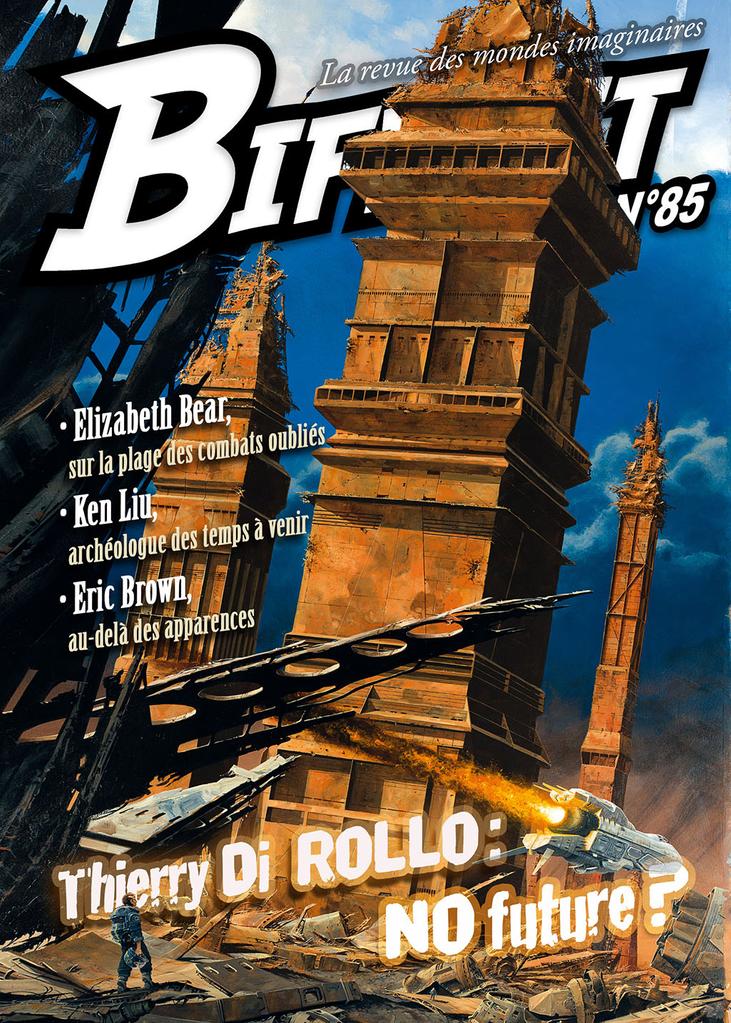 La revue des mondes imaginaires
BIF T
N°85
• Elizabeth Bear,
sur la plage des combats oubliés
• Ken Liu,
archéologue des temps à venir
• Eric Brown,
au-delà des apparences
Thierry Di ROLLO :
NO future ?